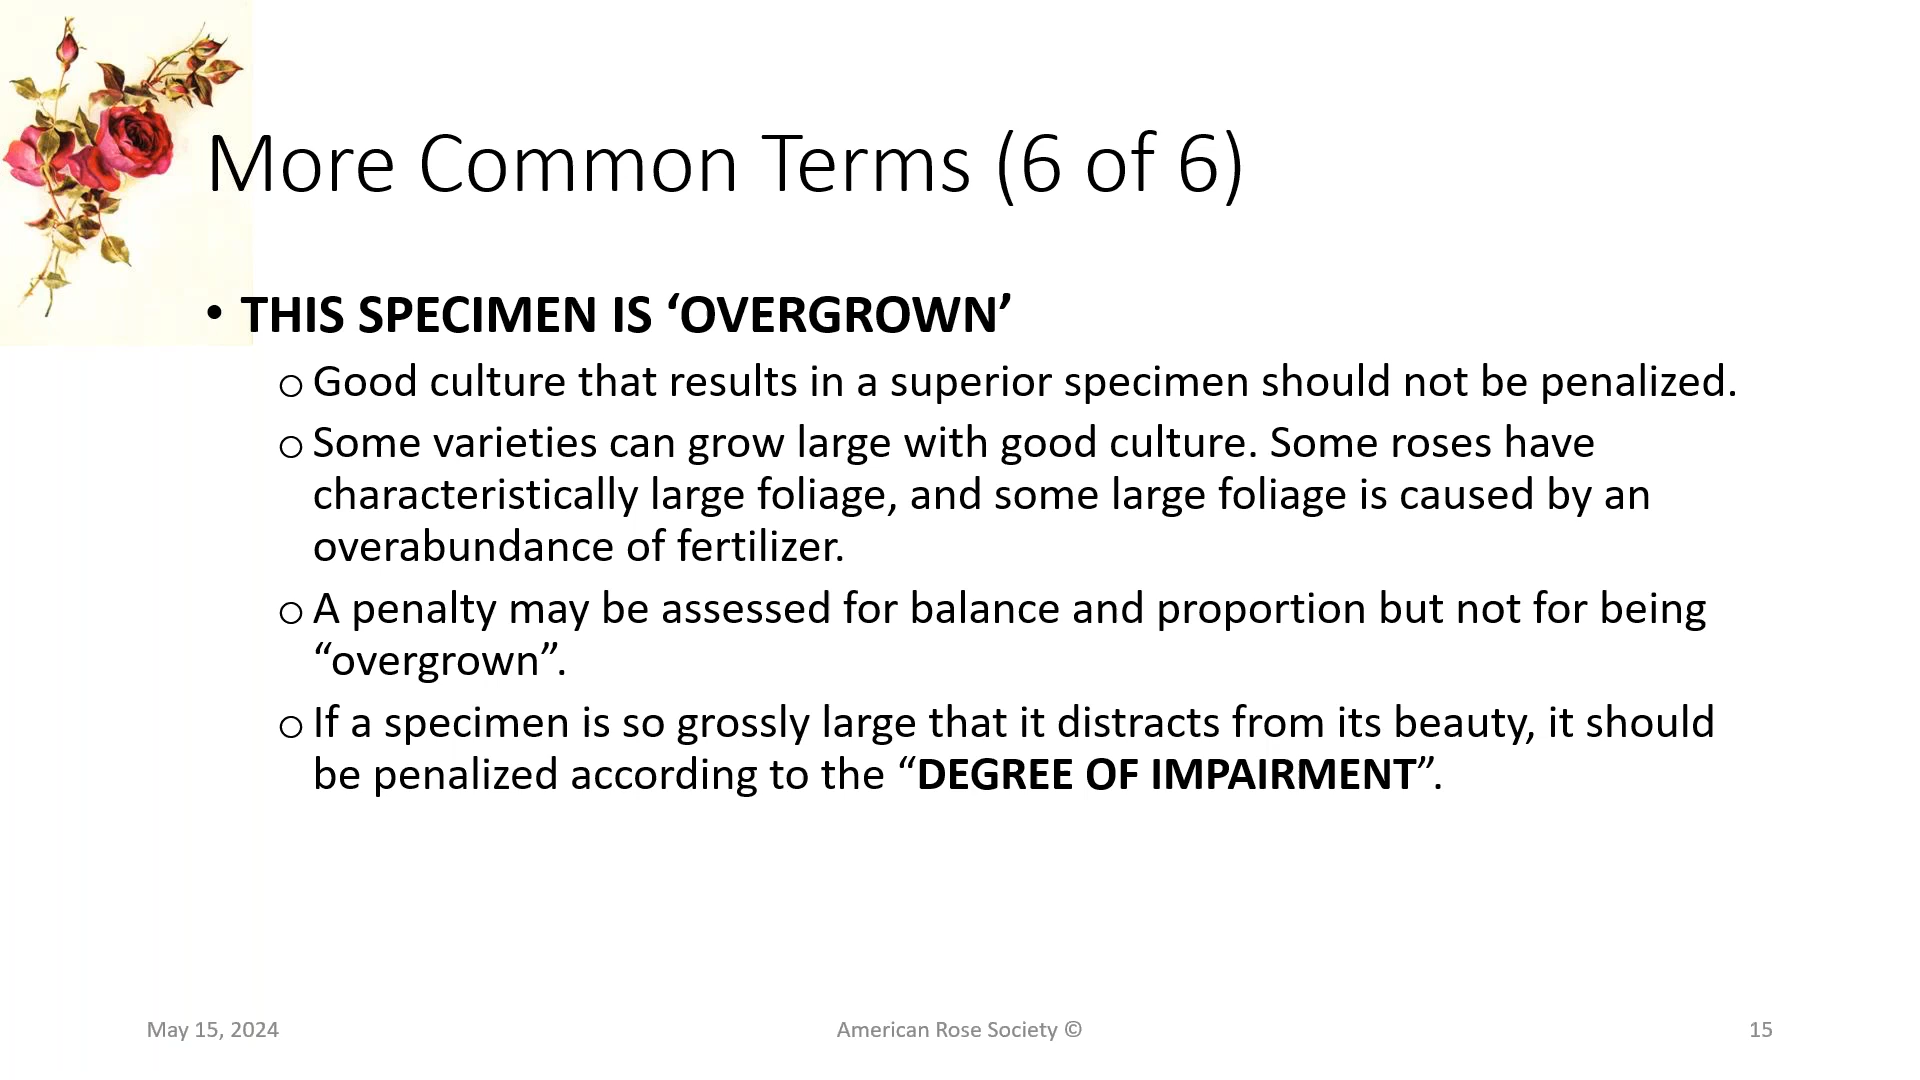 More Common Terms (6 of 6)
• THIS SPECIMEN IS ‘OVERGROWN’
o Good culture that results in a superior specimen should not be penalized.
o Some varieties can grow large with good culture. Some roses have
characteristically large foliage, and some large foliage is caused by an
overabundance of fertilizer.
o A penalty may be assessed for balance and proportion but not for being
“overgrown”.
o If a specimen is so grossly large that it distracts from its beauty, it should
be penalized according to the “DEGREE OF IMPAIRMENT”.
May 15, 2024
American Rose Society ©
15